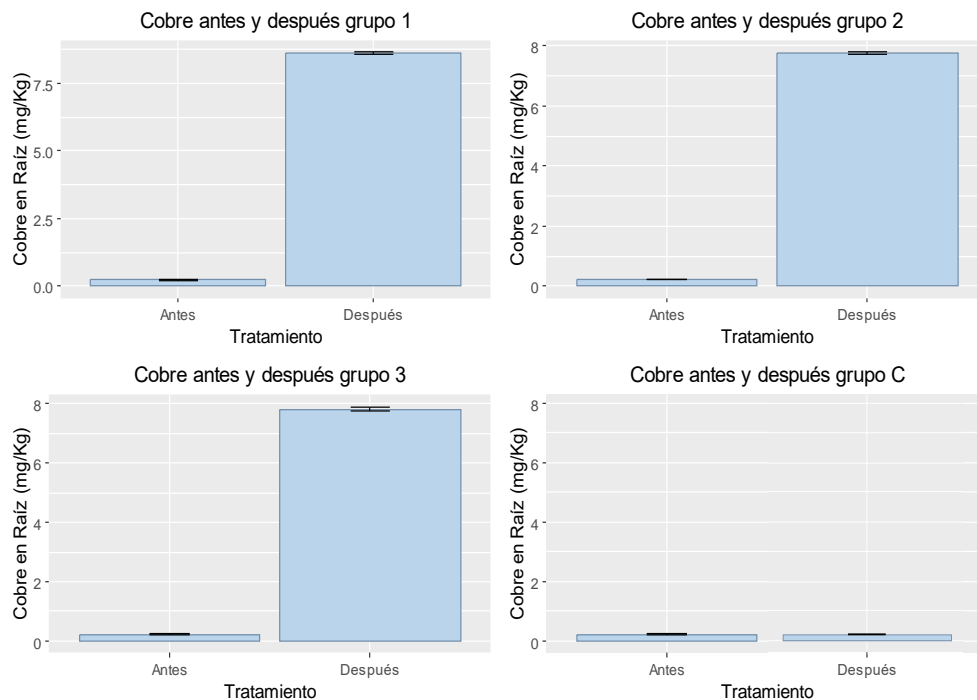 Cobre antes y después grupo 1
Cobre en Raíz (mg/Kg)
7.5
5.0
2.5
0.0
Antes
Después
Tratamiento
Cobre antes y después grupo 2
Cobre en Raíz (mg/Kg)
8
6
4
2
0
Antes
Después
Tratamiento
Cobre antes y después grupo 3
Cobre en Raíz (mg/Kg)
8
6
4
2
0
Antes
Después
Tratamiento
Cobre antes y después grupo C
Cobre en Raíz (mg/Kg)
8
6
4
2
0
Antes
Después
Tratamiento